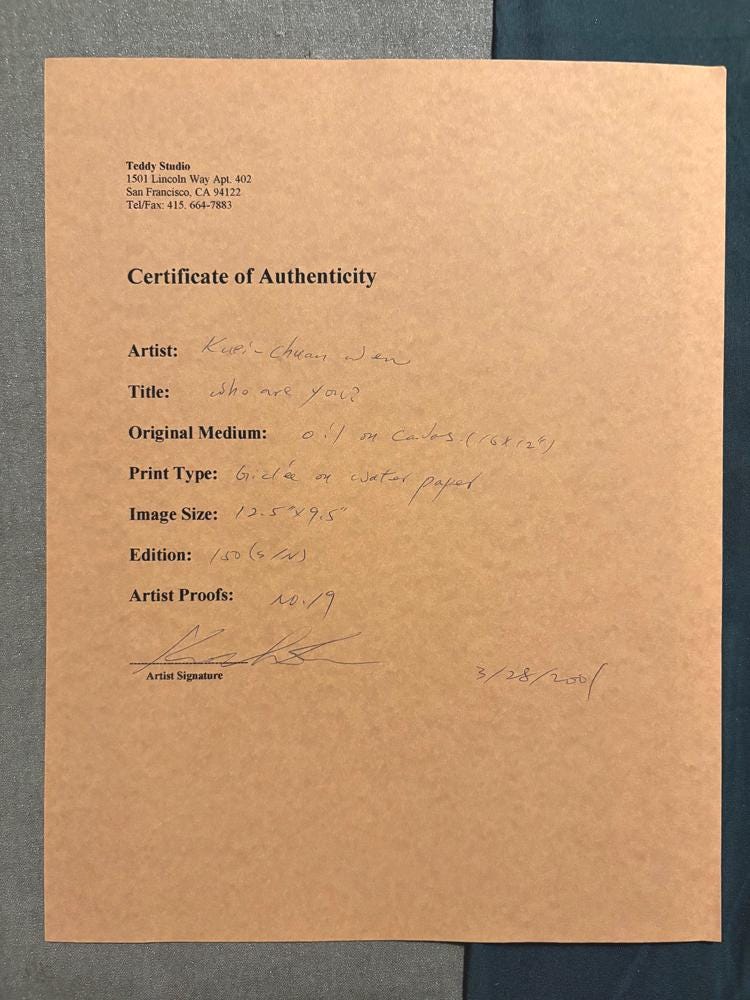 Teddy Studio
1501 Lincoln Way Apt. 402
San Francisco, CA 94122
Tel/Fax: 415. 664-7883
Certificate of Authenticity
Artist: Kuei-Chuan Wen
Title: who are you?
Original Medium: oil on Canvas (16x12")
Print Type: Giclée on water paper
Image Size: 12.5"x9.5"
Edition: 150 (S/N)
Artist Proofs: NO. 19
Artist Signature
3/28/2001